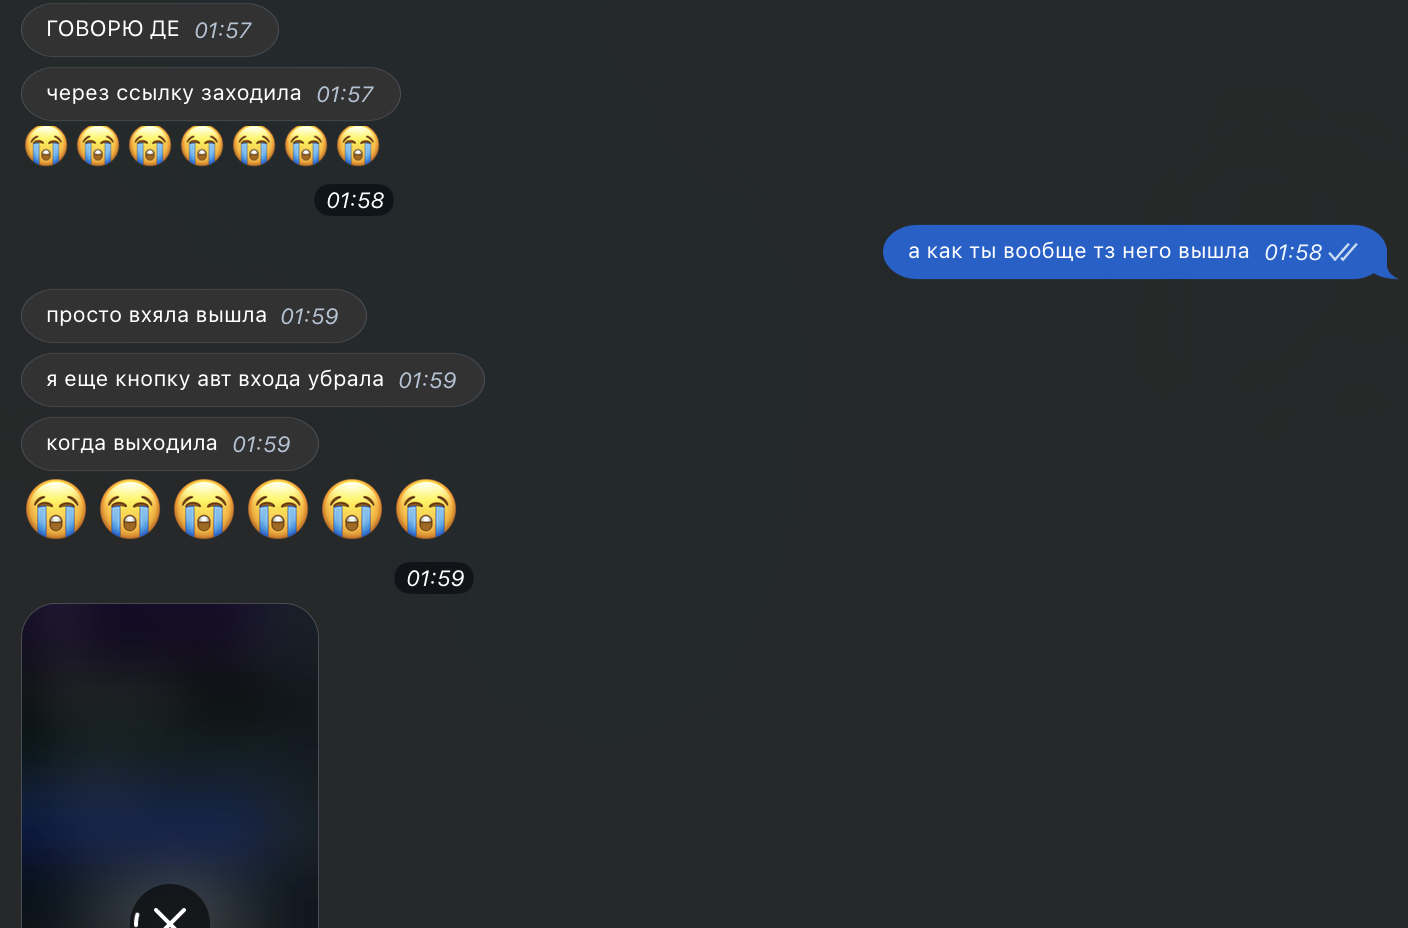 ГОВОРЮ ДЕ 01:57
через ссылку заходила 01:57
😭😭😭😭😭😭😭
01:58
а как ты вообще тз него вышла 01:58
просто вхяла вышла 01:59
я еще кнопку авт входа убрала 01:59
когда выходила 01:59
😭😭😭😭😭😭
01:59